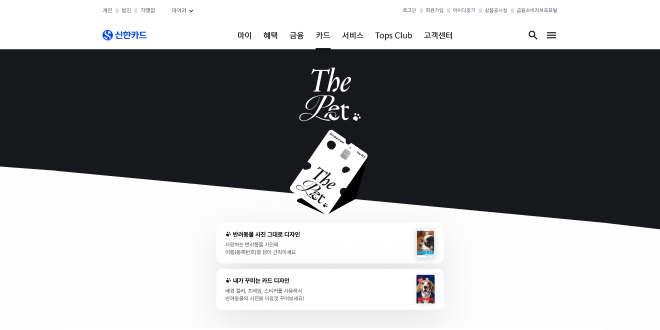 개인 법인 가맹점 마이카
로그인 회원가입 아이디찾기 상품공시실 금융소비자보호포털
신한카드
마이 혜택 금융 카드 서비스 Tops Club 고객센터
The
Pet
The
Pet
반려동물 사진 그대로 디자인
사랑하는 반려동물 사진과
이름(등록번호)을 담아 간직하세요
내가 꾸미는 카드 디자인
배경 컬러, 프레임, 스티커를 사용해서
반려동물의 사진을 마음껏 꾸며보세요!